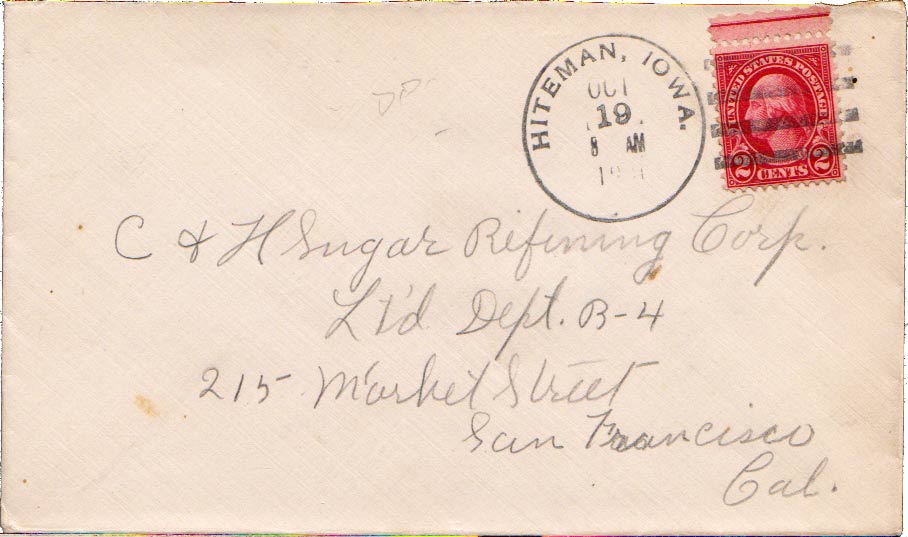 HITEMAN, IOWA.
OCT
19
8 AM
UNITED STATES POSTAGE
2 CENTS 2
C & H Sugar Refining Corp.
Lt'd Dept. B-4
215 Market Street
San Francisco
Cal.